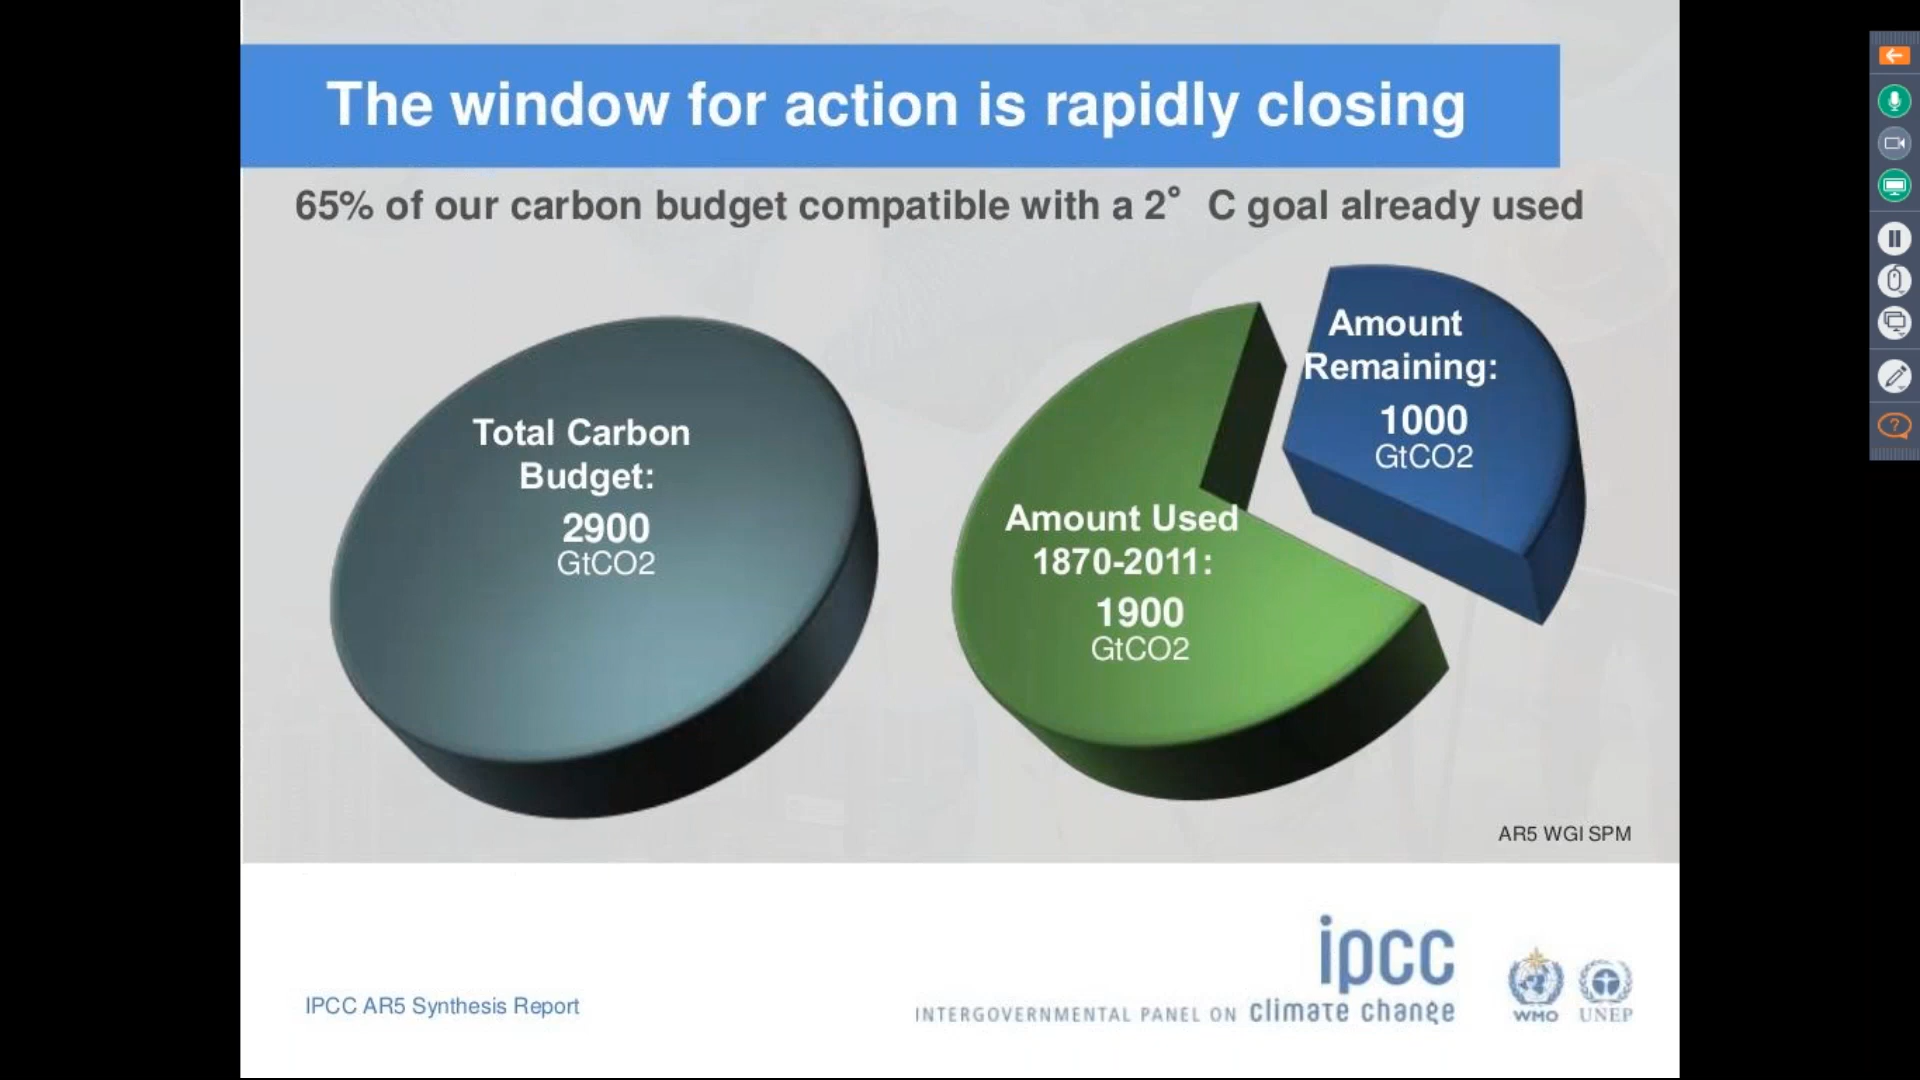 The window for action is rapidly closing
65% of our carbon budget compatible with a 2° C goal already used
Total Carbon
Budget:
2900
GtCO2
Amount Used
1870-2011:
1900
GtCO2
Amount
Remaining:
1000
GtCO2
AR5 WGI SPM
IPCC AR5 Synthesis Report
ipcc
INTERGOVERNMENTAL PANEL ON climate change
WMO
UNEP